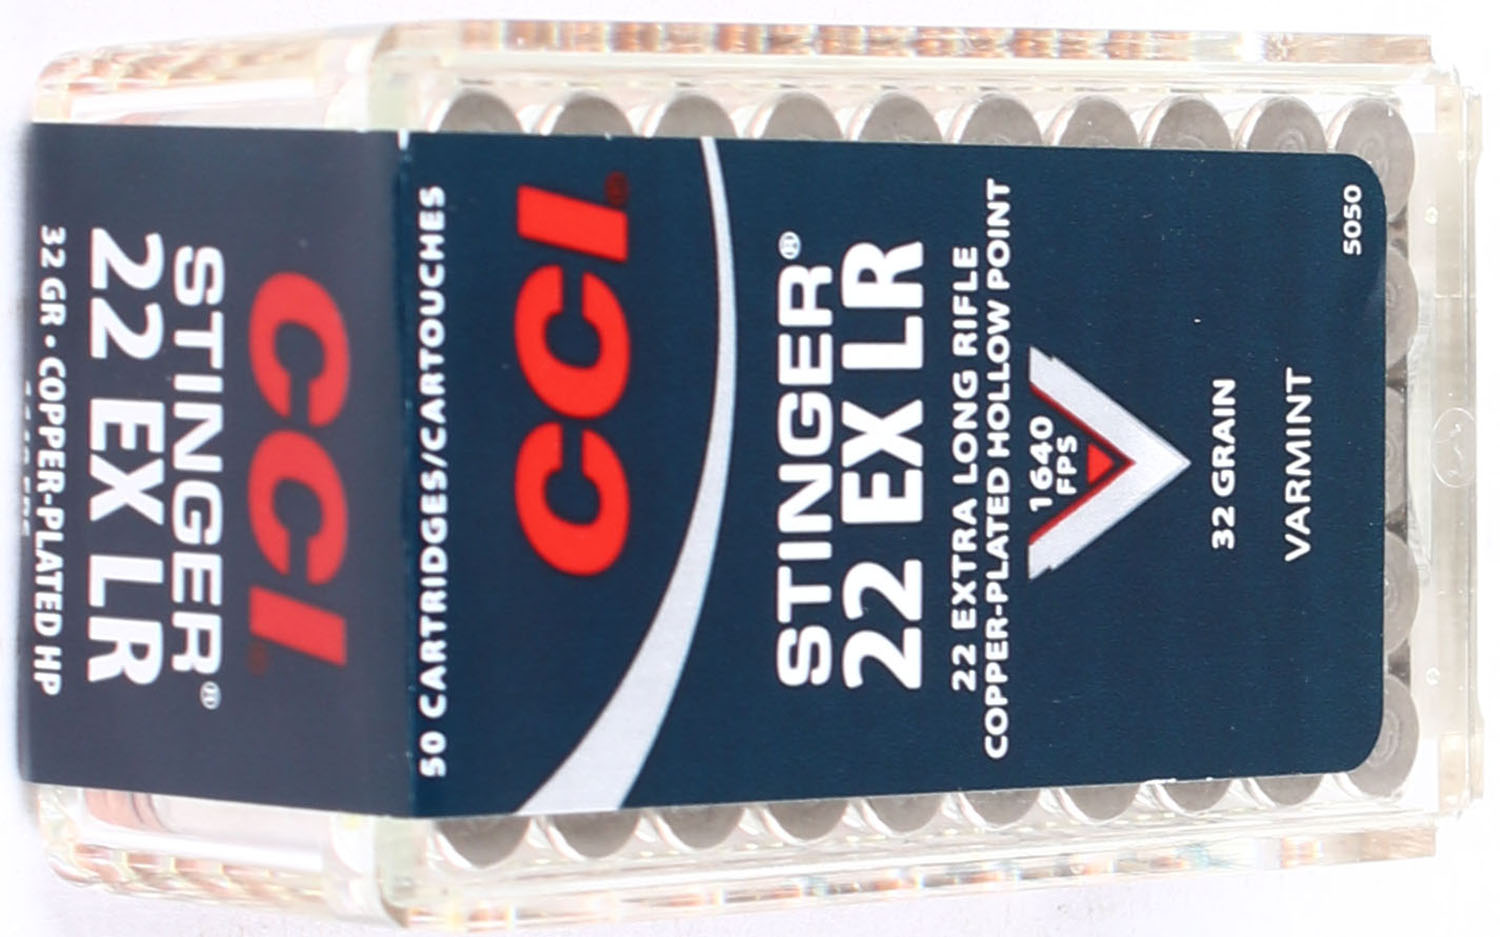 50 CARTRIDGES/CARTOUCHES
CCI®
STINGER®
22 EX LR
22 EXTRA LONG RIFLE
COPPER-PLATED HOLLOW POINT
1640
FPS
32 GRAIN
VARMINT
5050
CCI®
STINGER®
22 EX LR
32 GR • COPPER-PLATED HP